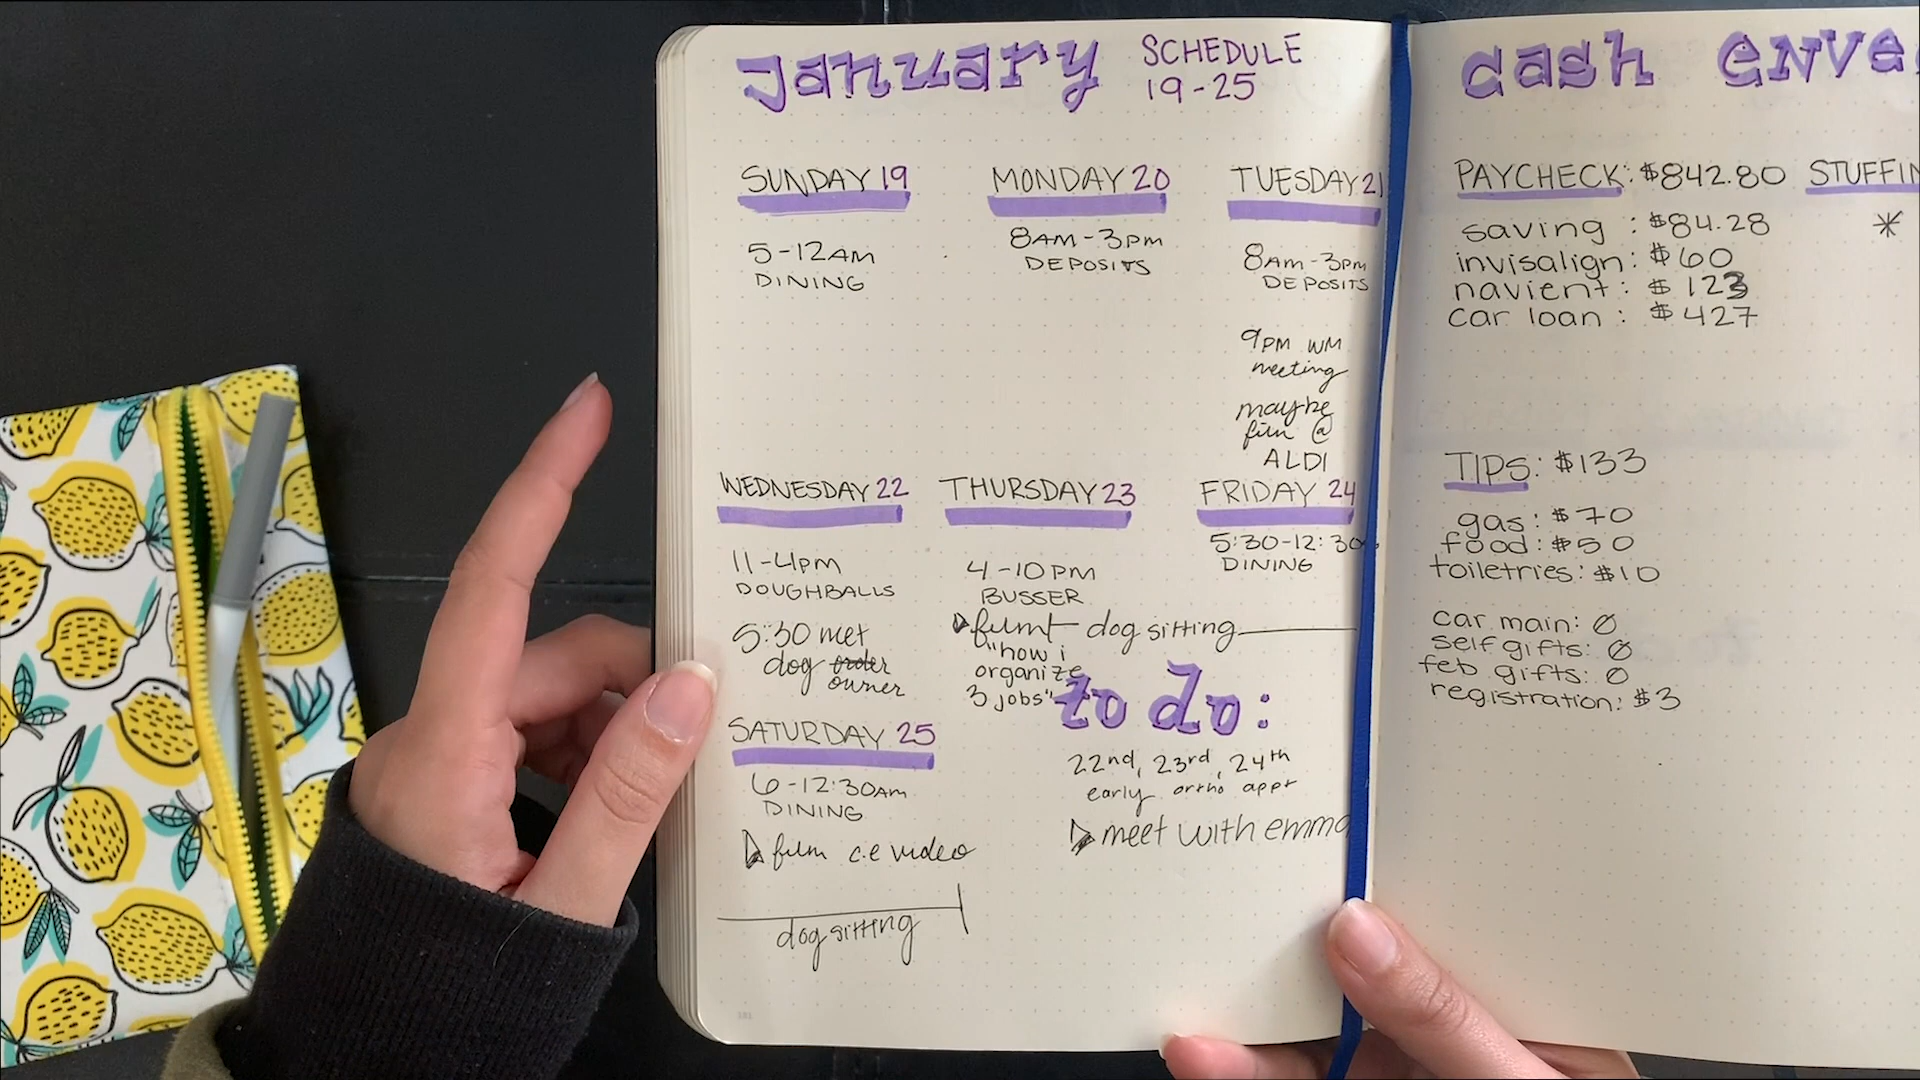 January SCHEDULE
19-25
SUNDAY 19
5-12AM
DINING
MONDAY 20
8AM-3PM
DEPOSITS
TUESDAY 21
8AM-3PM
DEPOSITS
9PM WM
meeting
maybe
film @
ALDI
WEDNESDAY 22
11-4PM
DOUGHBALLS
5:30 met
dog order
owner
THURSDAY 23
4-10PM
BUSSER
film
"how i
organize
3 jobs"
dog sitting
FRIDAY 24
5:30-12:30
DINING
SATURDAY 25
6-12:30AM
DINING
film c.e video
dog sitting
to do:
22nd, 23rd, 24th
early ortho appt
meet with emma
cash enve
PAYCHECK: $842.80 STUFFIN
saving : $84.28 *
invisalign: $60
navient : $123
car loan : $427
TIPS: $133
gas: $70
food: $50
toiletries: $10
car main: 0
self gifts: 0
feb gifts: 0
registration: $3